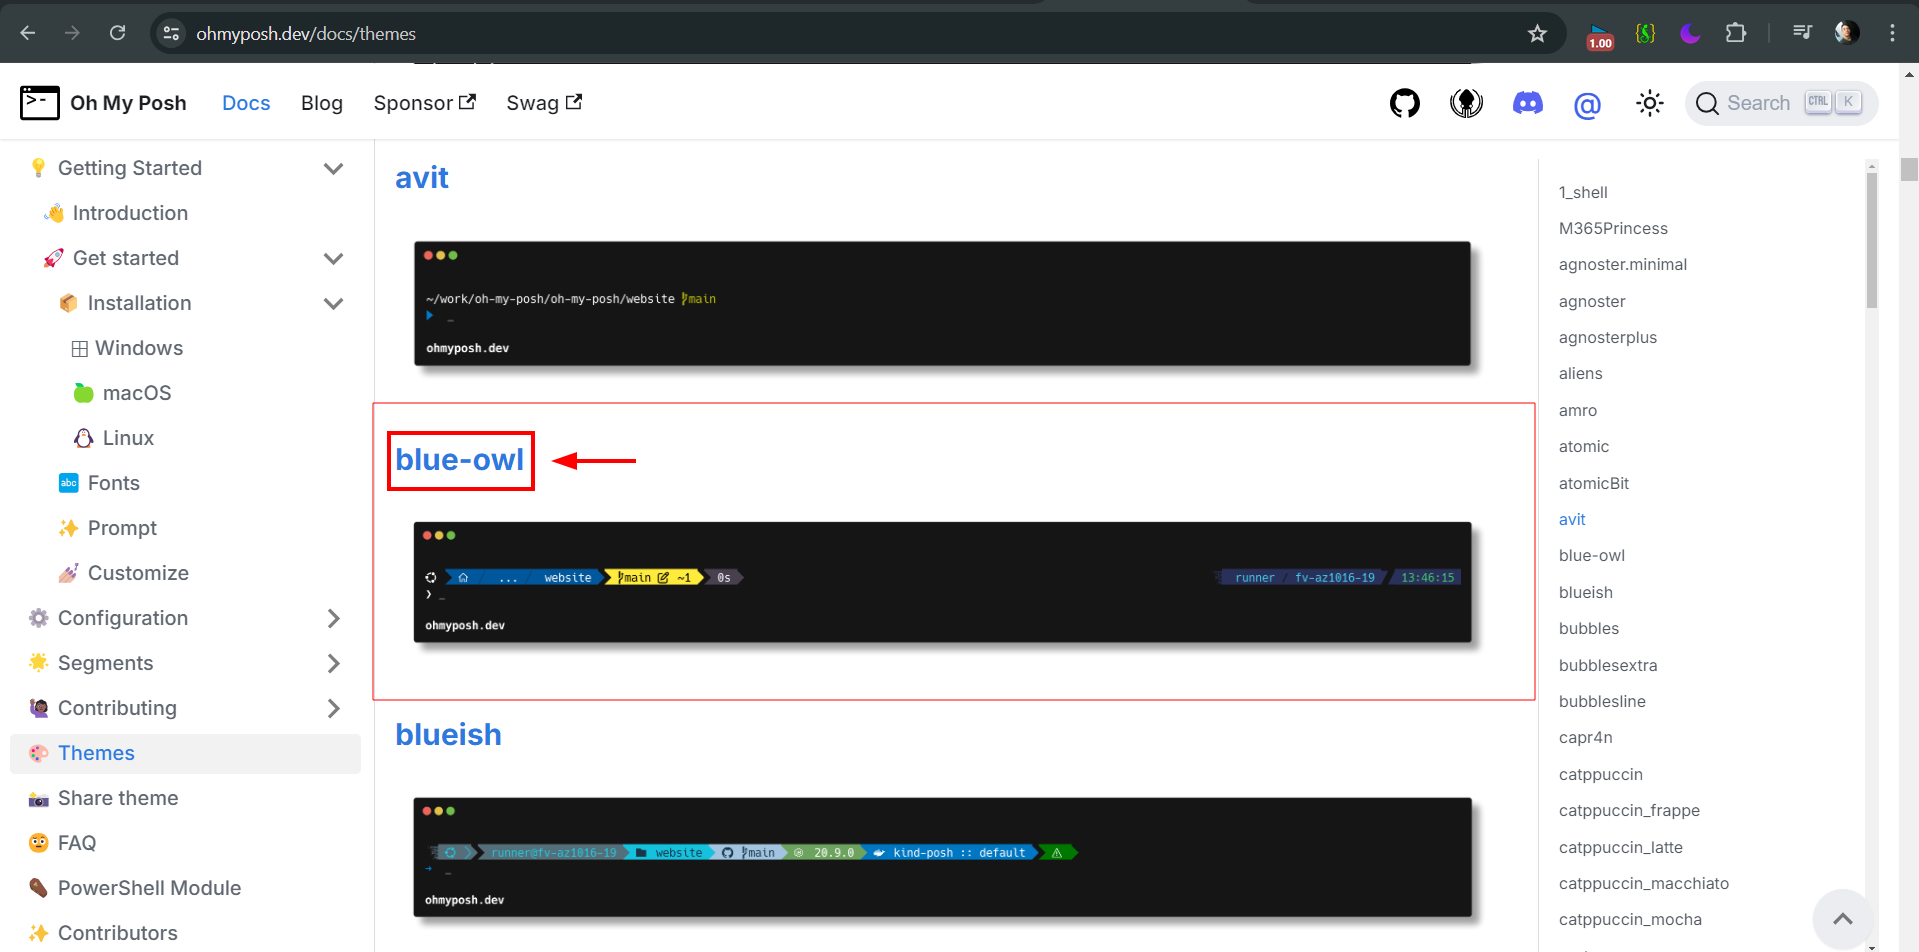 ohmyposh.dev/docs/themes
1.00
Oh My Posh
Docs
Blog
Sponsor
Swag
Search
CTRL
K
Getting Started
Introduction
Get started
Installation
Windows
macOS
Linux
abc
Fonts
Prompt
Customize
Configuration
Segments
Contributing
Themes
Share theme
FAQ
PowerShell Module
Contributors
avit
~/work/oh-my-posh/oh-my-posh/website main
ohmyposh.dev
blue-owl
... website main ~1 0s
runner / fv-az1016-19 13:46:15
ohmyposh.dev
blueish
runner@fv-az1016-19 website main 20.9.0 kind-posh :: default
ohmyposh.dev
1_shell
M365Princess
agnoster.minimal
agnoster
agnosterplus
aliens
amro
atomic
atomicBit
avit
blue-owl
blueish
bubbles
bubblesextra
bubblesline
capr4n
catppuccin
catppuccin_frappe
catppuccin_latte
catppuccin_macchiato
catppuccin_mocha